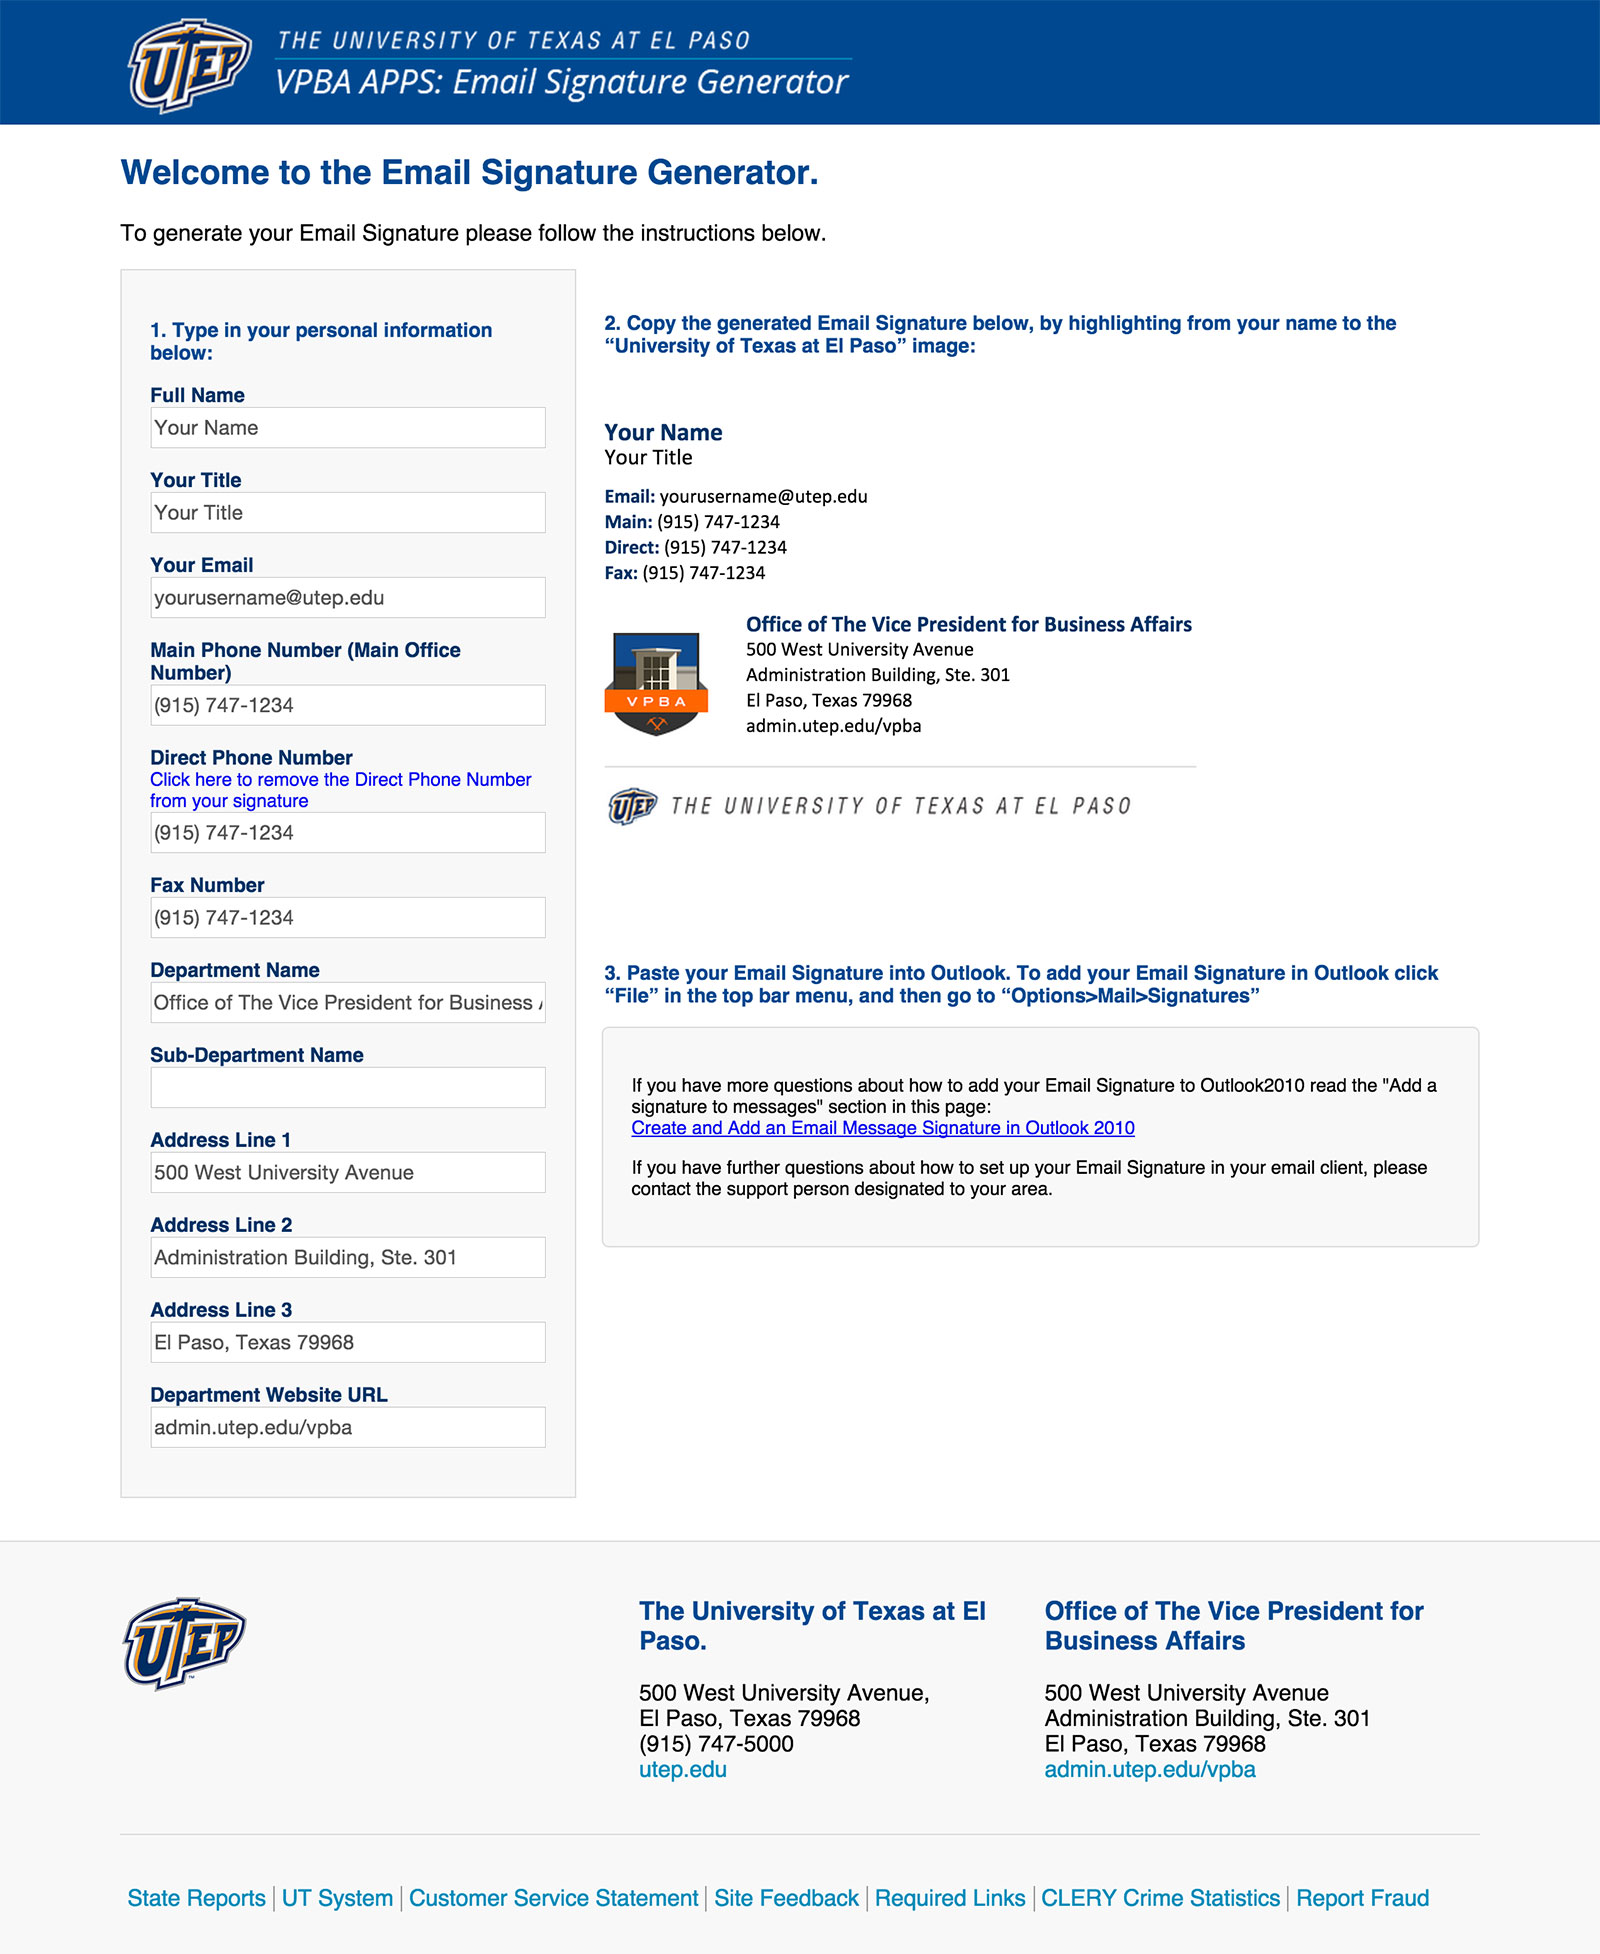 UTEP
THE UNIVERSITY OF TEXAS AT EL PASO
VPBA APPS: Email Signature Generator
Welcome to the Email Signature Generator.
To generate your Email Signature please follow the instructions below.
1. Type in your personal information
below:
Full Name
Your Name
Your Title
Your Title
Your Email
yourusername@utep.edu
Main Phone Number (Main Office
Number)
(915) 747-1234
Direct Phone Number
Click here to remove the Direct Phone Number
from your signature
(915) 747-1234
Fax Number
(915) 747-1234
Department Name
Office of The Vice President for Business
Sub-Department Name
Address Line 1
500 West University Avenue
Address Line 2
Administration Building, Ste. 301
Address Line 3
El Paso, Texas 79968
Department Website URL
admin.utep.edu/vpba
2. Copy the generated Email Signature below, by highlighting from your name to the
“University of Texas at El Paso” image:
Your Name
Your Title
Email: yourusername@utep.edu
Main: (915) 747-1234
Direct: (915) 747-1234
Fax: (915) 747-1234
VPBA
Office of The Vice President for Business Affairs
500 West University Avenue
Administration Building, Ste. 301
El Paso, Texas 79968
admin.utep.edu/vpba
UTEP THE UNIVERSITY OF TEXAS AT EL PASO
3. Paste your Email Signature into Outlook. To add your Email Signature in Outlook click
“File” in the top bar menu, and then go to “Options>Mail>Signatures”
If you have more questions about how to add your Email Signature to Outlook2010 read the "Add a
signature to messages" section in this page:
Create and Add an Email Message Signature in Outlook 2010
If you have further questions about how to set up your Email Signature in your email client, please
contact the support person designated to your area.
UTEP
TM
The University of Texas at El
Paso.
500 West University Avenue,
El Paso, Texas 79968
(915) 747-5000
utep.edu
Office of The Vice President for
Business Affairs
500 West University Avenue
Administration Building, Ste. 301
El Paso, Texas 79968
admin.utep.edu/vpba
State Reports | UT System | Customer Service Statement | Site Feedback | Required Links | CLERY Crime Statistics | Report Fraud